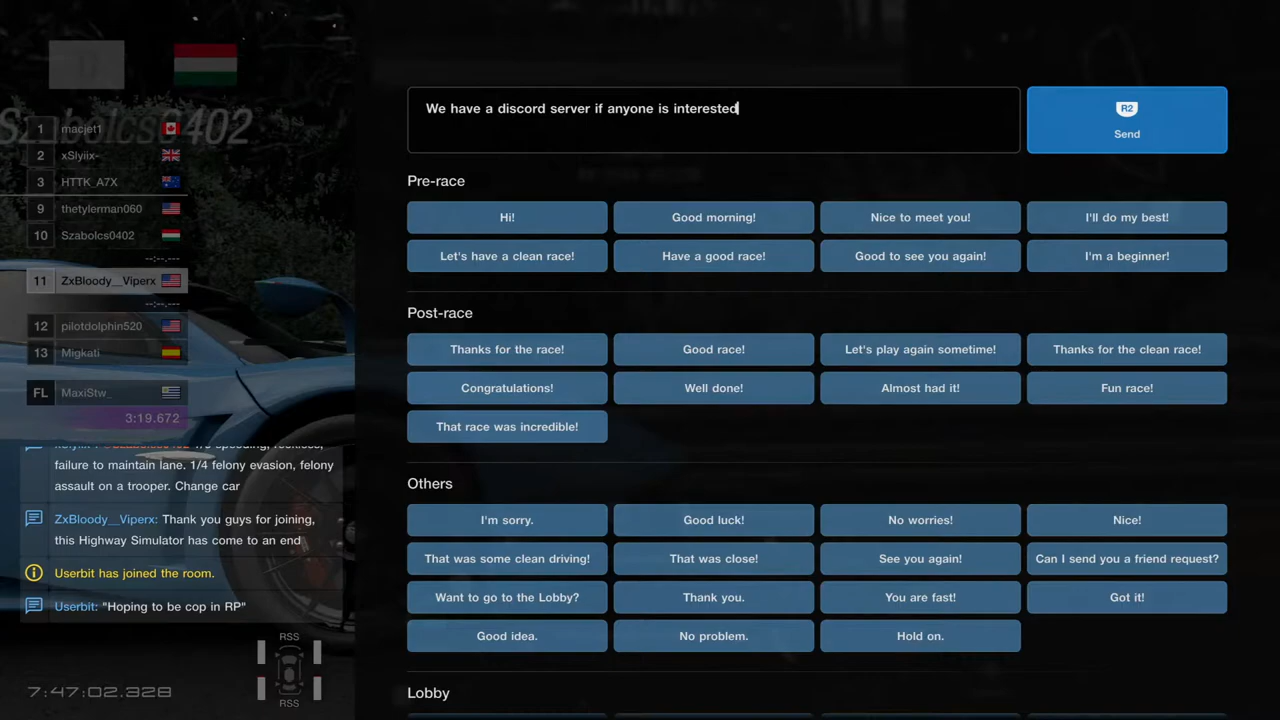 Szabolcs0402
1 macjet1
2 xSlyiix-
3 HTTK_A7X
9 thetylerman060
10 Szabolcs0402
--:--.---
11 ZxBloody__Viperx
--:--.---
12 pilotdolphin520
13 Migkati
FL MaxiStw_
3:19.672
failure to maintain lane. 1/4 felony evasion, felony
assault on a trooper. Change car
ZxBloody__Viperx: Thank you guys for joining,
this Highway Simulator has come to an end
Userbit has joined the room.
Userbit: "Hoping to be cop in RP"
7:47:02.328
RSS
RSS
We have a discord server if anyone is interested
R2
Send
Pre-race
Hi!
Good morning!
Nice to meet you!
I'll do my best!
Let's have a clean race!
Have a good race!
Good to see you again!
I'm a beginner!
Post-race
Thanks for the race!
Good race!
Let's play again sometime!
Thanks for the clean race!
Congratulations!
Well done!
Almost had it!
Fun race!
That race was incredible!
Others
I'm sorry.
Good luck!
No worries!
Nice!
That was some clean driving!
That was close!
See you again!
Can I send you a friend request?
Want to go to the Lobby?
Thank you.
You are fast!
Got it!
Good idea.
No problem.
Hold on.
Lobby